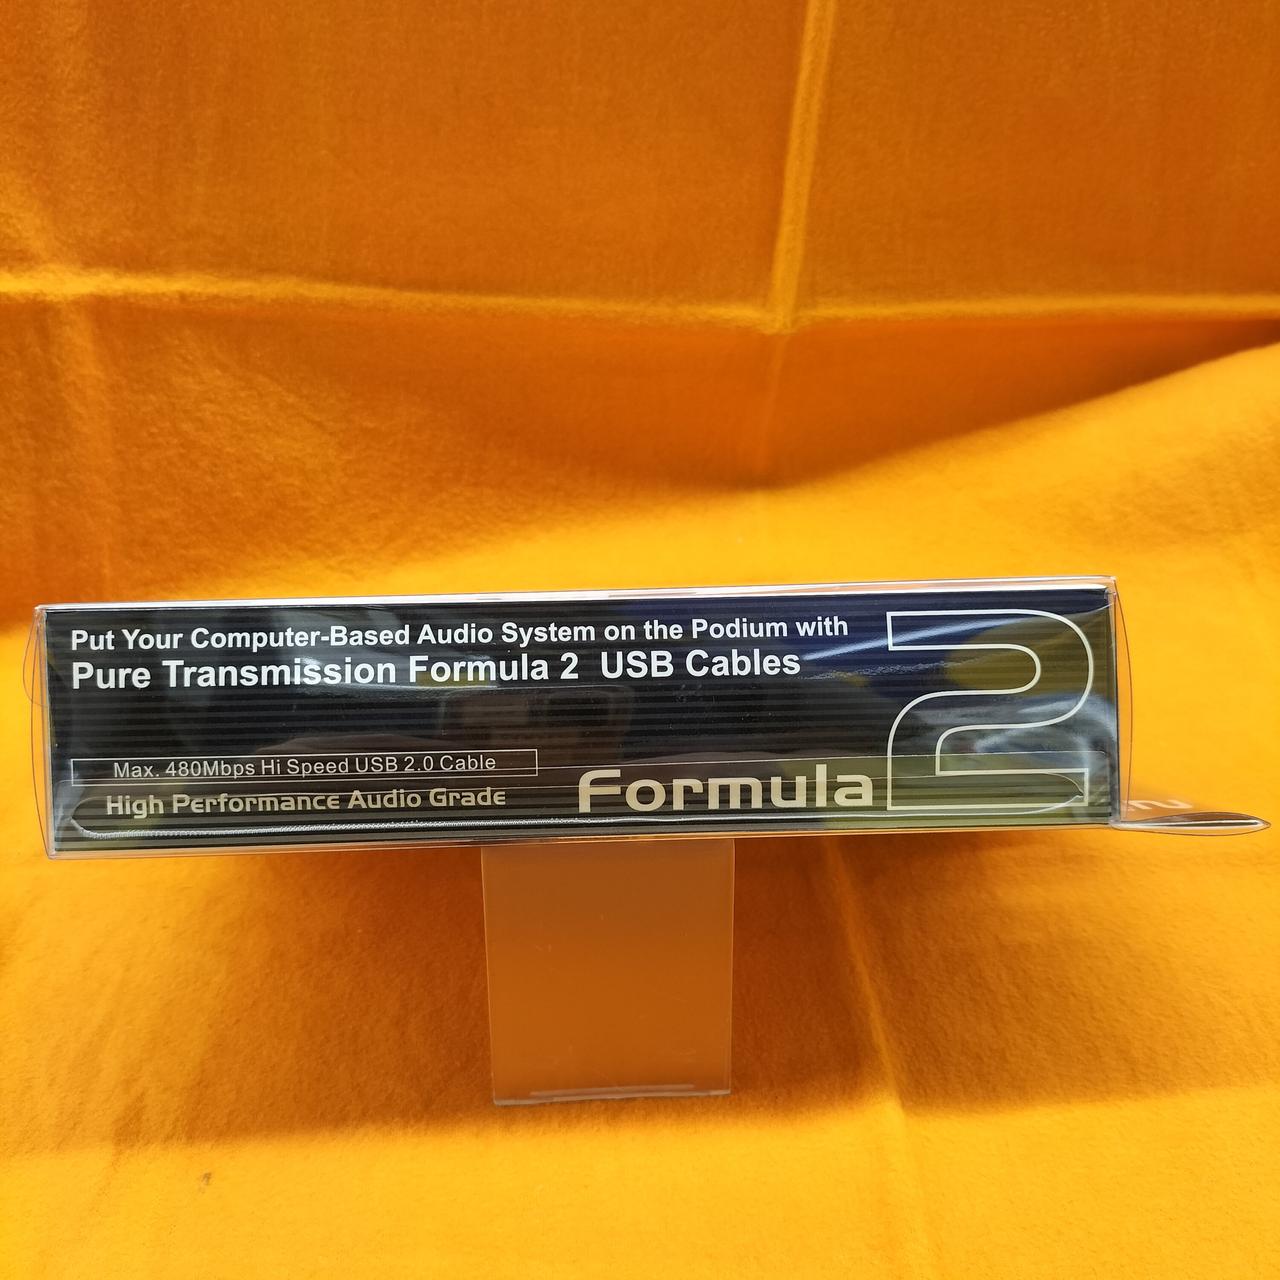 Put Your Computer-Based Audio System on the Podium with
Pure Transmission Formula 2 USB Cables
Max. 480Mbps Hi Speed USB 2.0 Cable
High Performance Audio Grade
Formula 2